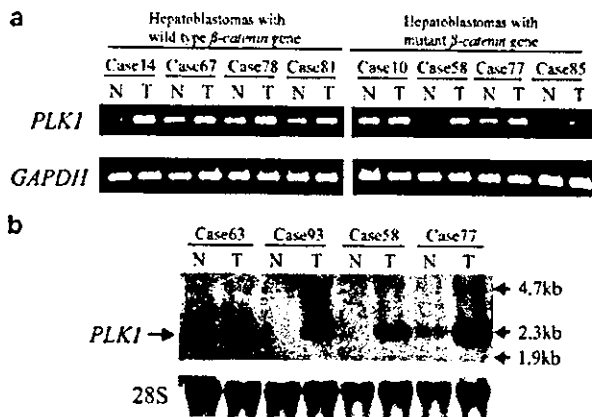 a
Hepatoblastomas with wild type β-catenin gene
Hepatoblastomas with mutant β-catenin gene
Case14 Case67 Case78 Case81 Case10 Case58 Case77 Case85
N T N T N T N T N T N T N T N T
PLK1
GAPDH
b
Case63 Case93 Case58 Case77
N T N T N T N T
4.7kb
PLK1 2.3kb
1.9kb
28S